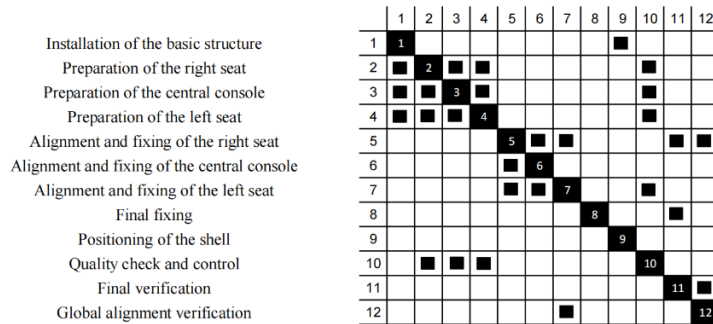 1 2 3 4 5 6 7 8 9 10 11 12
Installation of the basic structure 1 1
Preparation of the right seat 2 2
Preparation of the central console 3 3
Preparation of the left seat 4 4
Alignment and fixing of the right seat 5 5
Alignment and fixing of the central console 6 6
Alignment and fixing of the left seat 7 7
Final fixing 8 8
Positioning of the shell 9 9
Quality check and control 10 10
Final verification 11 11
Global alignment verification 12 12